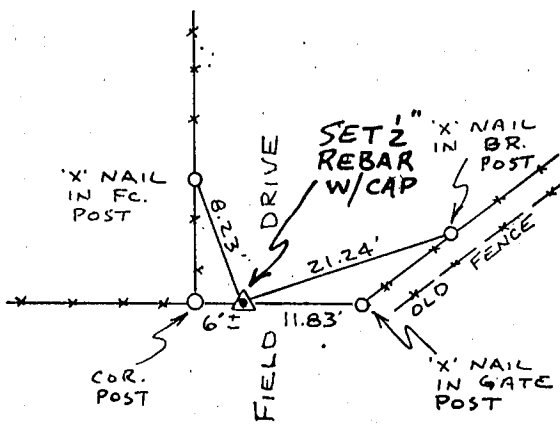 'X' NAIL
IN FC.
POST
DRIVE
SET ½"
REBAR
W/CAP
'X' NAIL
IN BR.
POST
8.23'
21.24'
OLD FENCE
6'±
11.83'
COR.
POST
FIELD
'X' NAIL
IN GATE
POST